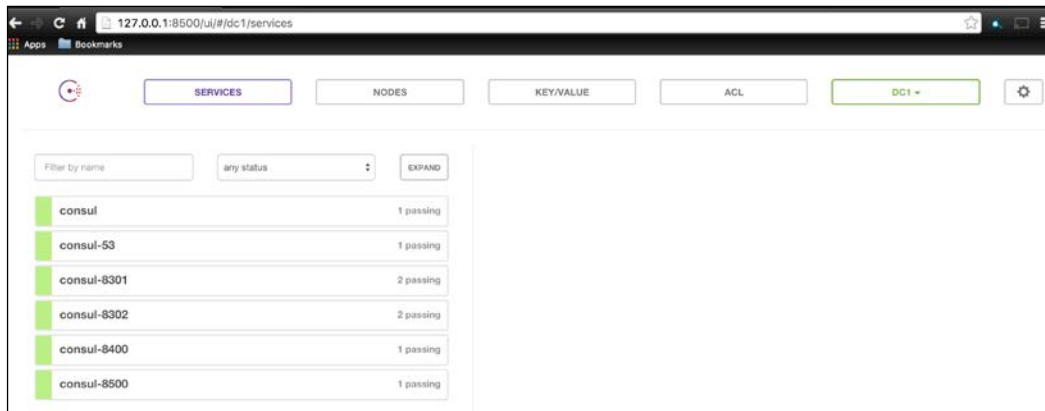 127.0.0.1:8500/ui/#/dc1/services
Apps Bookmarks
SERVICES NODES KEY/VALUE ACL DC1
Filter by name any status EXPAND
consul 1 passing
consul-53 1 passing
consul-8301 2 passing
consul-8302 2 passing
consul-8400 1 passing
consul-8500 1 passing